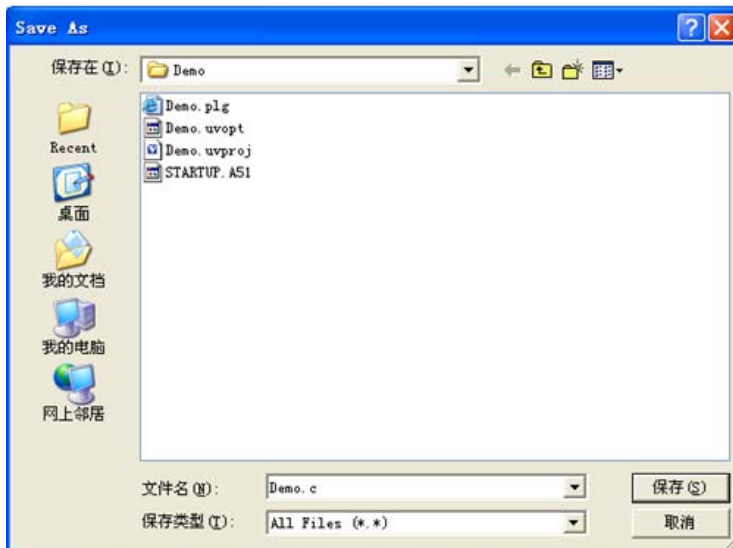 Save As
保存在(I):
Demo
Recent
桌面
我的文档
我的电脑
网上邻居
Demo.plg
Demo.uvopt
Demo.uvproj
STARTUP.A51
文件名(N):
Demo.c
保存(S)
保存类型(T):
All Files (*.*)
取消